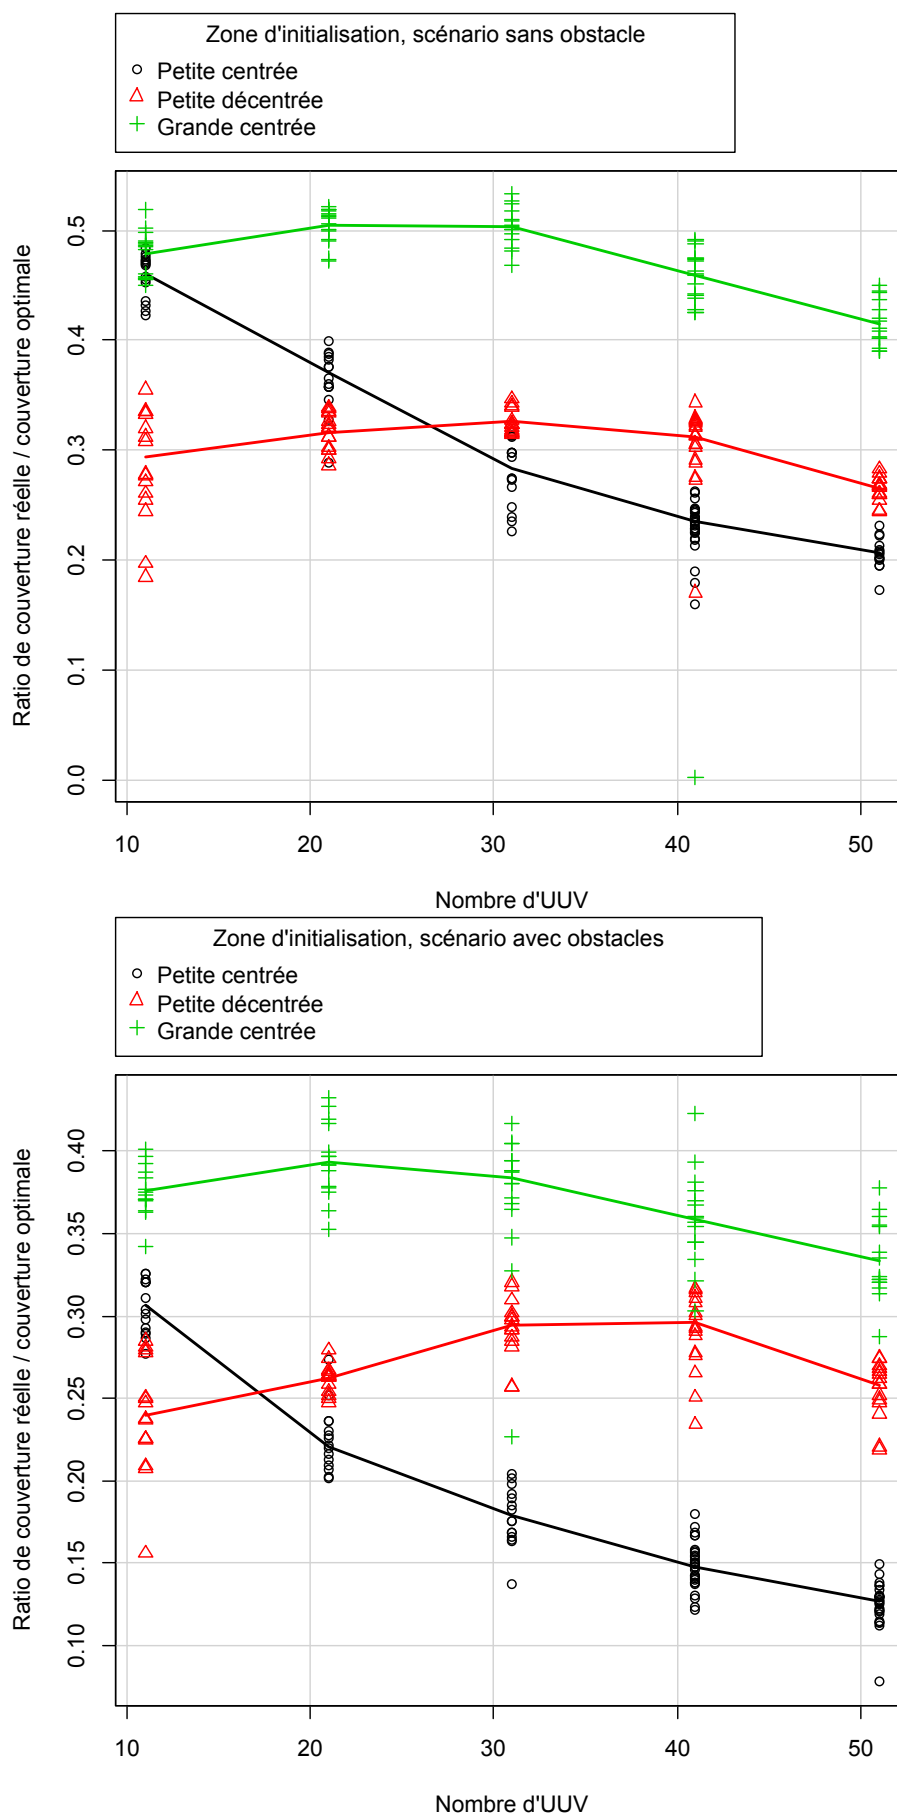 Zone d'initialisation, scénario sans obstacle
Petite centrée
Petite décentrée
Grande centrée
Ratio de couverture réelle / couverture optimale
0.5
0.4
0.3
0.2
0.1
0.0
10 20 30 40 50
Nombre d'UUV
Zone d'initialisation, scénario avec obstacles
Petite centrée
Petite décentrée
Grande centrée
Ratio de couverture réelle / couverture optimale
0.40
0.35
0.30
0.25
0.20
0.15
0.10
10 20 30 40 50
Nombre d'UUV